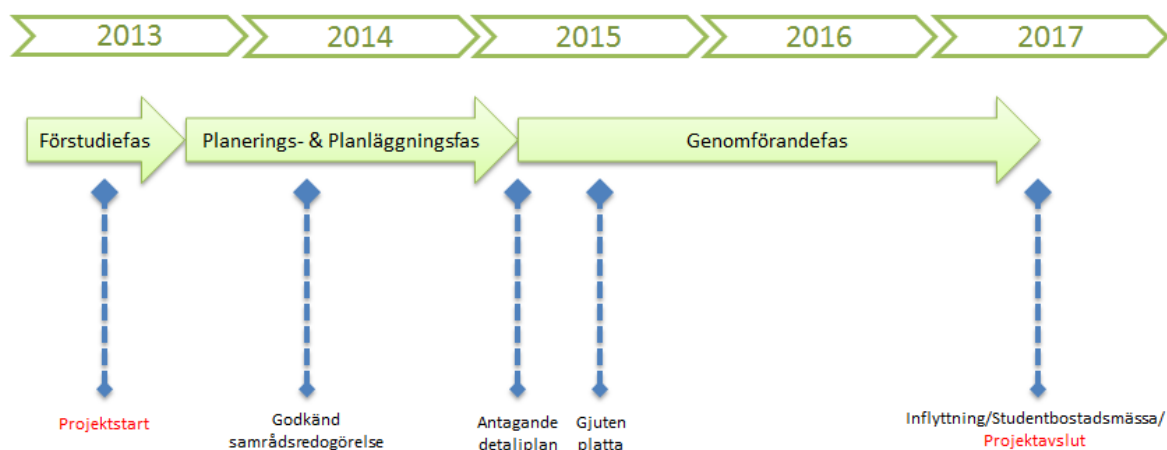 2013
2014
2015
2016
2017
Förstudiefas
Planerings- & Planläggningsfas
Genomförandefas
Projektstart
Godkänd
samrådsredogörelse
Antagande
detaljplan
Gjuten
platta
Inflyttning/Studentbostadsmässa/
Projektavslut